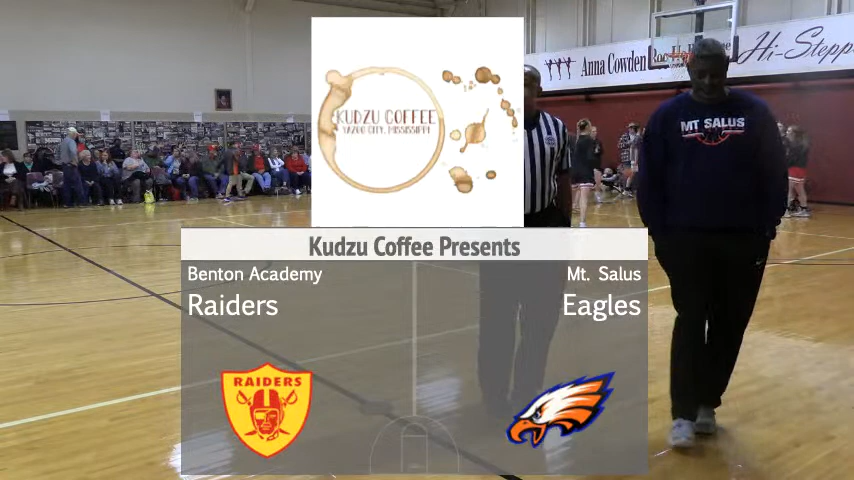 KUDZU COFFEE
YAZOO CITY, MISSISSIPPI
Anna Cowden
Hi-Stepp
MT SALUS
Kudzu Coffee Presents
Benton Academy
Mt. Salus
Raiders
Eagles
RAIDERS